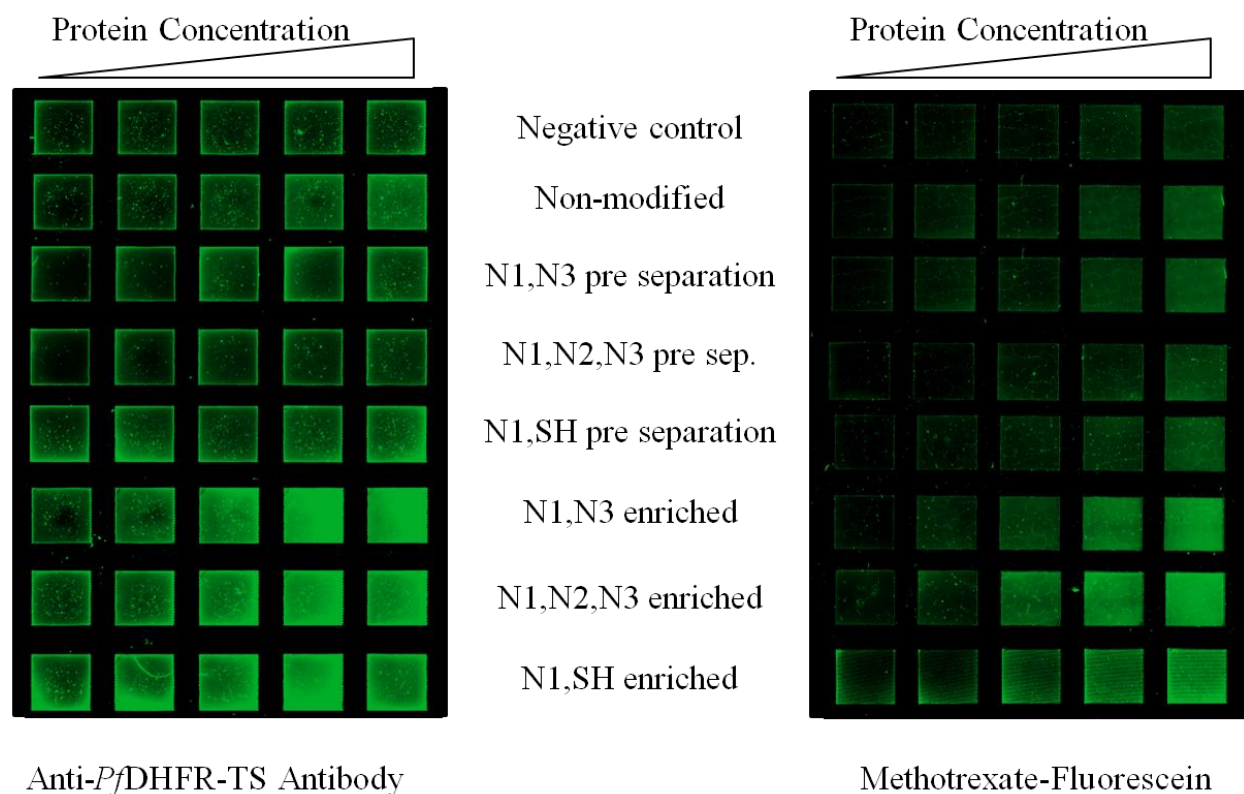 Protein Concentration
Protein Concentration
Negative control
Non-modified
N1,N3 pre separation
N1,N2,N3 pre sep.
N1,SH pre separation
N1,N3 enriched
N1,N2,N3 enriched
N1,SH enriched
Anti-PfDHFR-TS Antibody
Methotrexate-Fluorescein